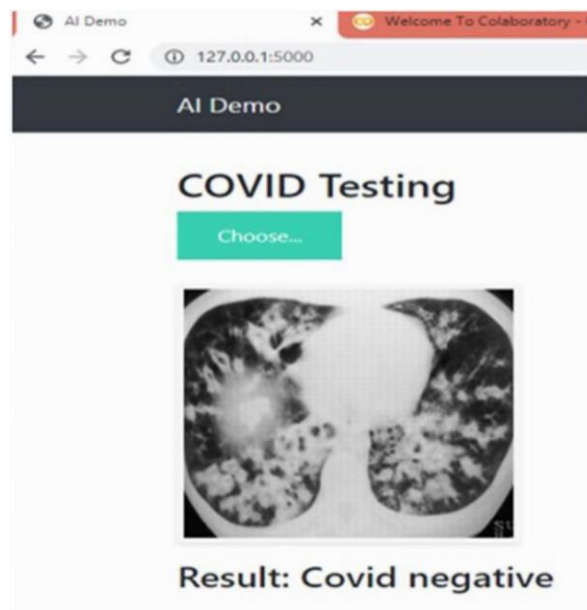 AI Demo
Welcome To Colaboratory -
127.0.0.1:5000
AI Demo
COVID Testing
Choose...
Result: Covid negative